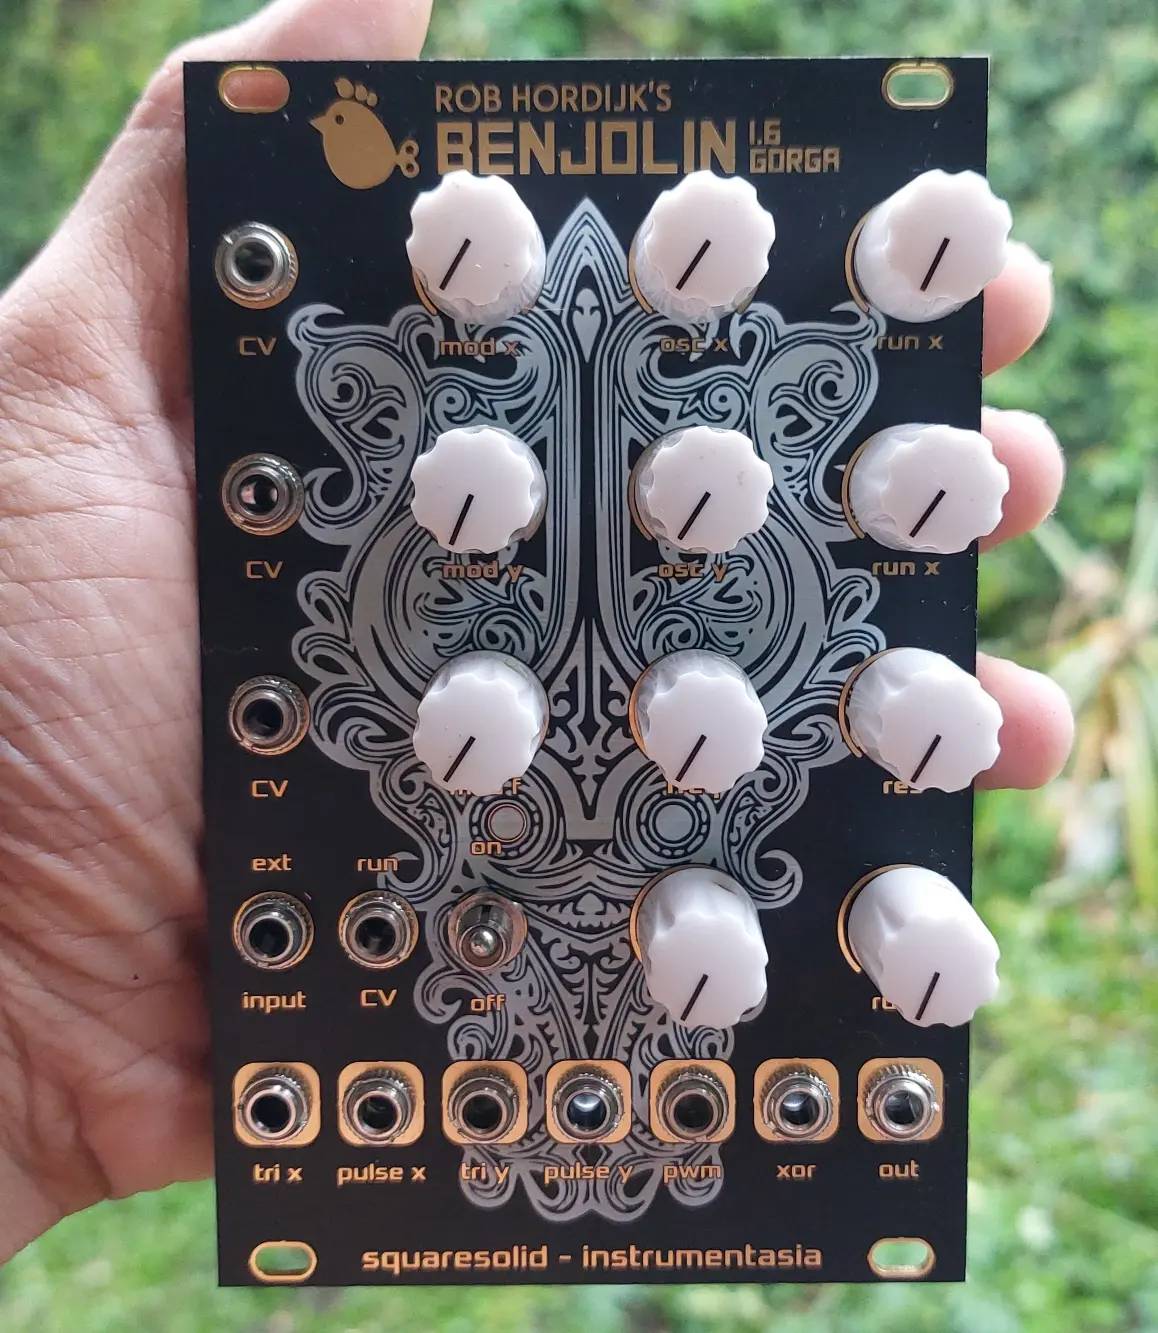 ROB HORDIJK'S
BENJOLIN 1.6
GORGA
CV mod x osc x run x
CV mod y osc y run x
CV res
on
ext run
input CV off
tri x pulse x tri y pulse y pwm xor out
squaresolid - instrumentasia